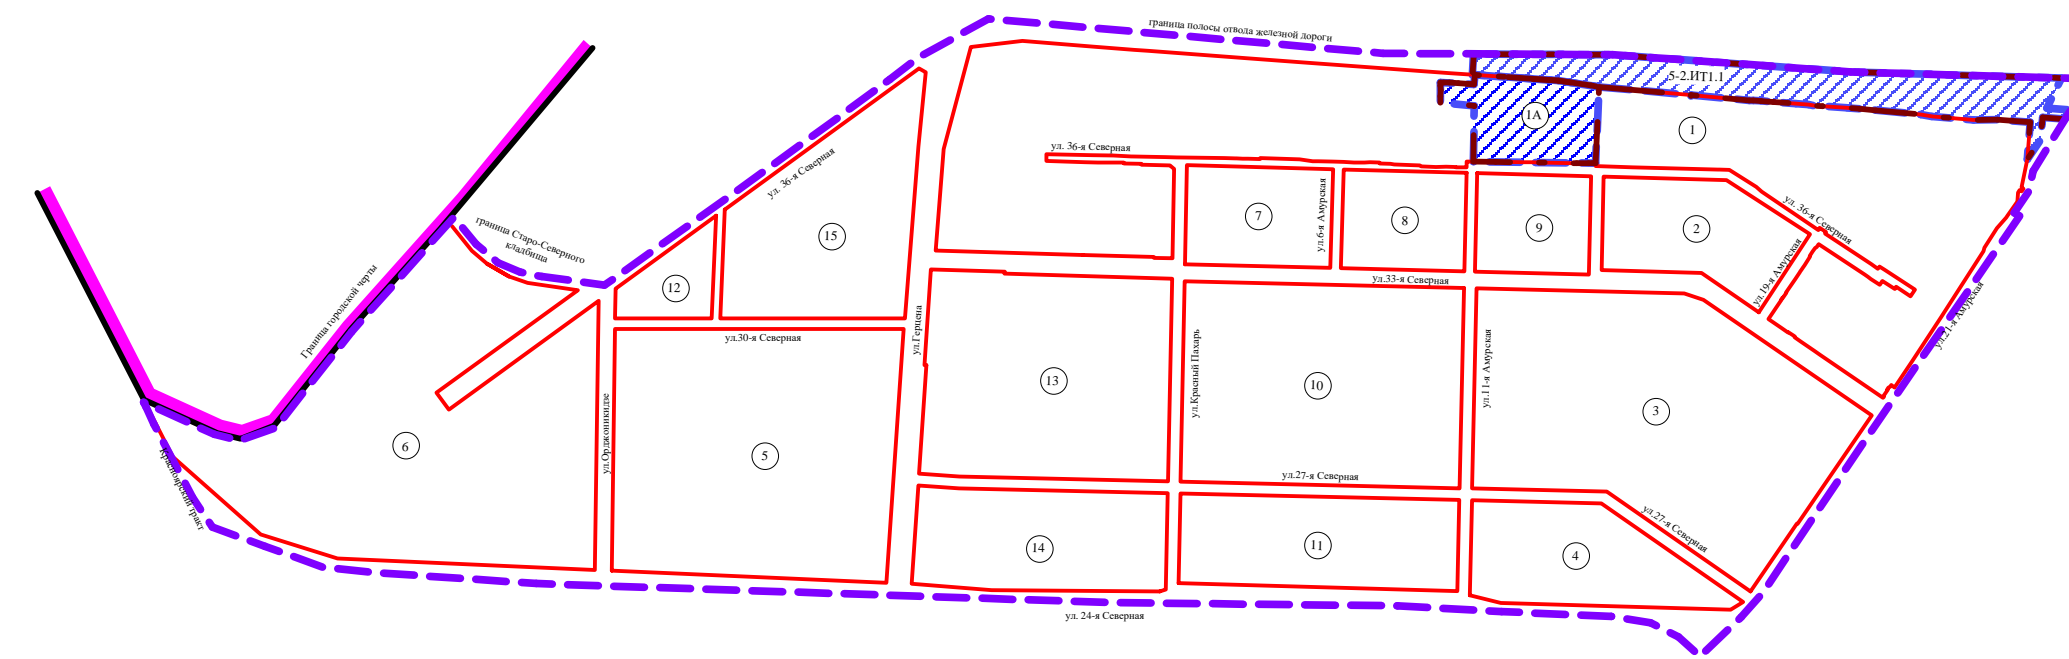 граница полосы отвода железной дороги
5-2.ИТ1.1
1А
1
ул. 36-я Северная
ул. 36-я Северная
ул. 36-я Северная
15
7
ул.6-я Амурская
8
9
2
граница Старо-Северного
кладбища
12
ул.33-я Северная
ул.19-я Амурская
Граница городской черты
ул.21-я Амурская
ул.30-я Северная
ул.Герцена
13
ул.Красный Пахарь
10
ул.11-я Амурская
3
6
ул.Орджоникидзе
5
Красноярский тракт
ул.27-я Северная
ул.27-я Северная
14
11
4
ул. 24-я Северная